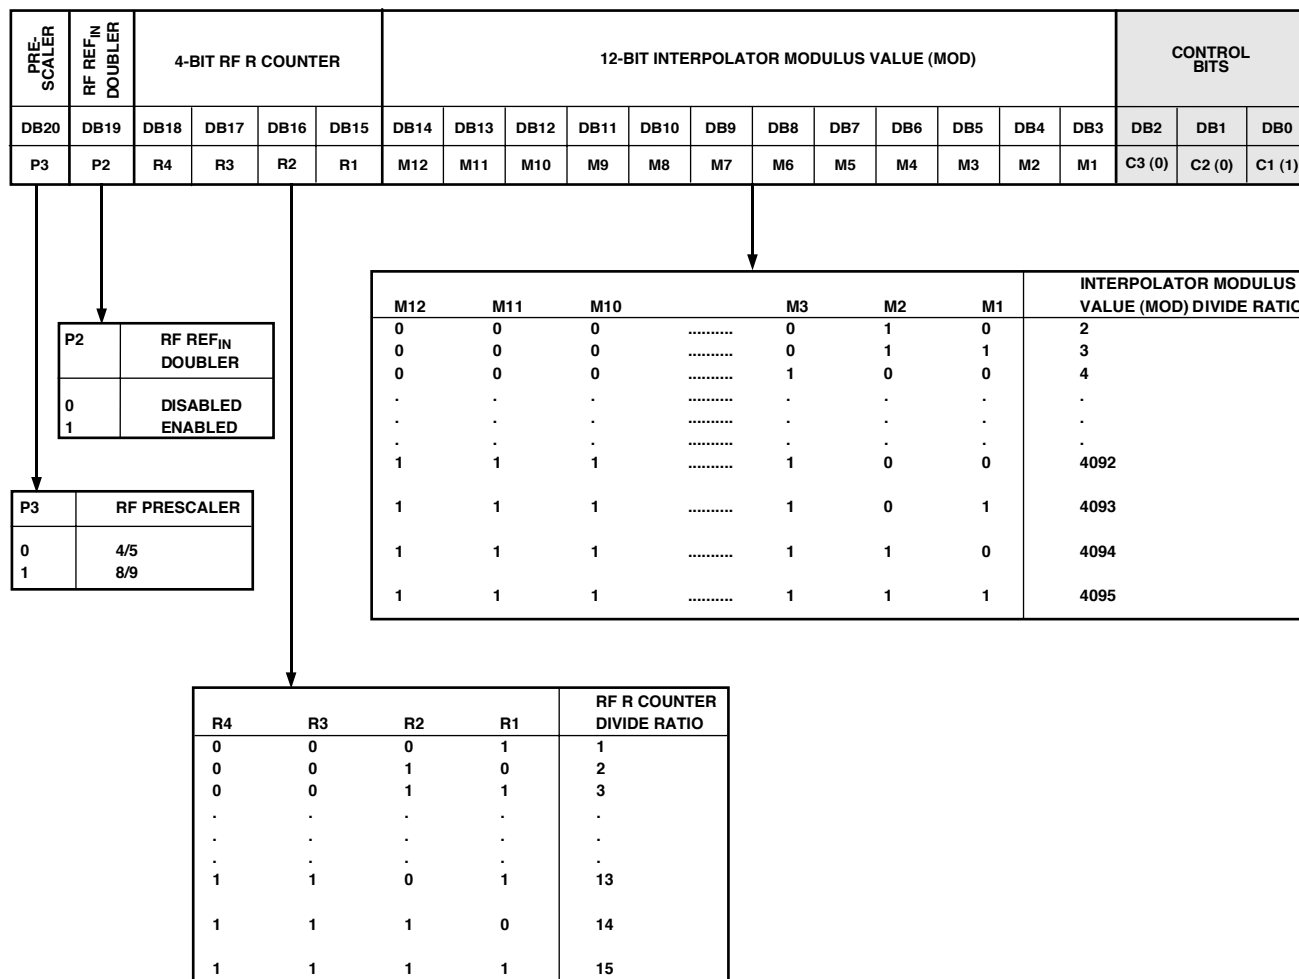 PRE-SCALER
RF REFIN DOUBLER
4-BIT RF R COUNTER
12-BIT INTERPOLATOR MODULUS VALUE (MOD)
CONTROL BITS
DB20 DB19 DB18 DB17 DB16 DB15 DB14 DB13 DB12 DB11 DB10 DB9 DB8 DB7 DB6 DB5 DB4 DB3 DB2 DB1 DB0
P3 P2 R4 R3 R2 R1 M12 M11 M10 M9 M8 M7 M6 M5 M4 M3 M2 M1 C3 (0) C2 (0) C1 (1)
INTERPOLATOR MODULUS
M12 M11 M10 M3 M2 M1 VALUE (MOD) DIVIDE RATIO
0 0 0 .......... 0 1 0 2
0 0 0 .......... 0 1 1 3
0 0 0 .......... 1 0 0 4
. . . .......... . . . .
. . . .......... . . . .
. . . .......... . . . .
1 1 1 .......... 1 0 0 4092
1 1 1 .......... 1 0 1 4093
1 1 1 .......... 1 1 0 4094
1 1 1 .......... 1 1 1 4095
P2 RF REFIN
DOUBLER
0 DISABLED
1 ENABLED
P3 RF PRESCALER
0 4/5
1 8/9
RF R COUNTER
R4 R3 R2 R1 DIVIDE RATIO
0 0 0 1 1
0 0 1 0 2
0 0 1 1 3
. . . . .
. . . . .
. . . . .
1 1 0 1 13
1 1 1 0 14
1 1 1 1 15